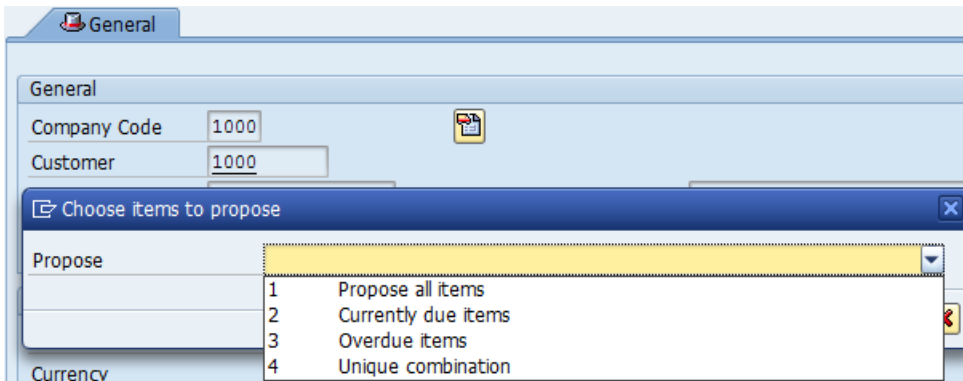 General
General
Company Code 1000
Customer 1000
Choose items to propose
Propose
1 Propose all items
2 Currently due items
3 Overdue items
4 Unique combination
Currency